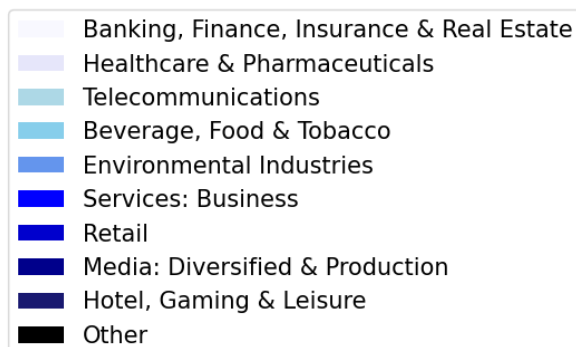 Banking, Finance, Insurance & Real Estate
Healthcare & Pharmaceuticals
Telecommunications
Beverage, Food & Tobacco
Environmental Industries
Services: Business
Retail
Media: Diversified & Production
Hotel, Gaming & Leisure
Other